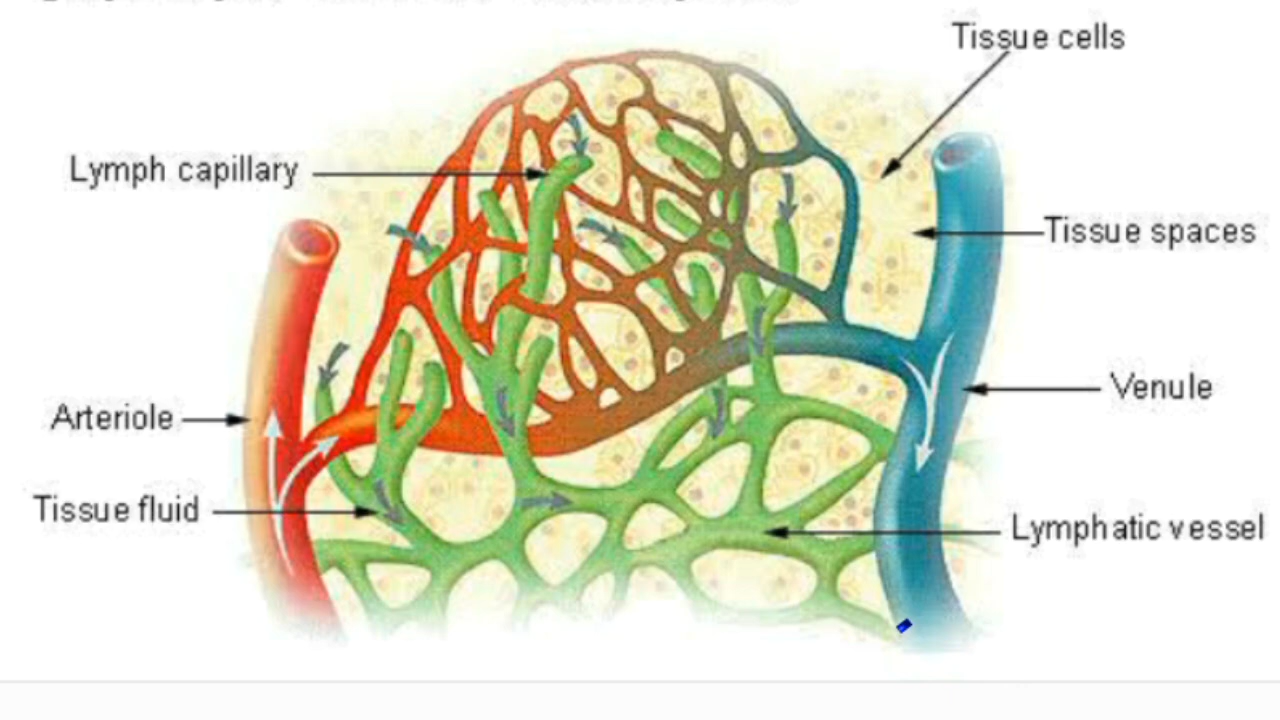 Tissue cells
Lymph capillary
Tissue spaces
Venule
Arteriole
Tissue fluid
Lymphatic vessel